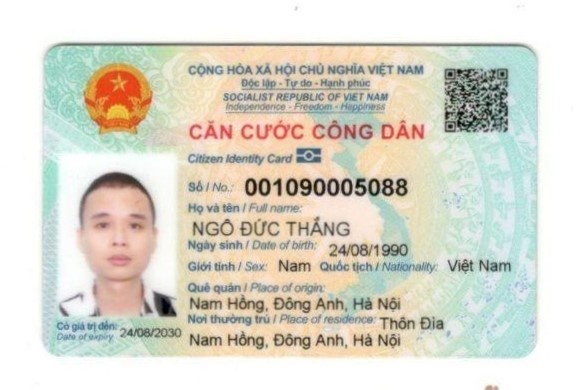 CỘNG HÒA XÃ HỘI CHỦ NGHĨA VIỆT NAM
Độc lập - Tự do - Hạnh phúc
SOCIALIST REPUBLIC OF VIET NAM
Independence - Freedom - Happiness
CĂN CƯỚC CÔNG DÂN
Citizen Identity Card
Số / No.: 001090005088
Họ và tên / Full name:
NGÔ ĐỨC THẮNG
Ngày sinh / Date of birth: 24/08/1990
Giới tính / Sex: Nam Quốc tịch / Nationality: Việt Nam
Quê quán / Place of origin:
Nam Hồng, Đông Anh, Hà Nội
Nơi thường trú / Place of residence: Thôn Đìa
Nam Hồng, Đông Anh, Hà Nội
Có giá trị đến: 24/08/2030
Date of expiry